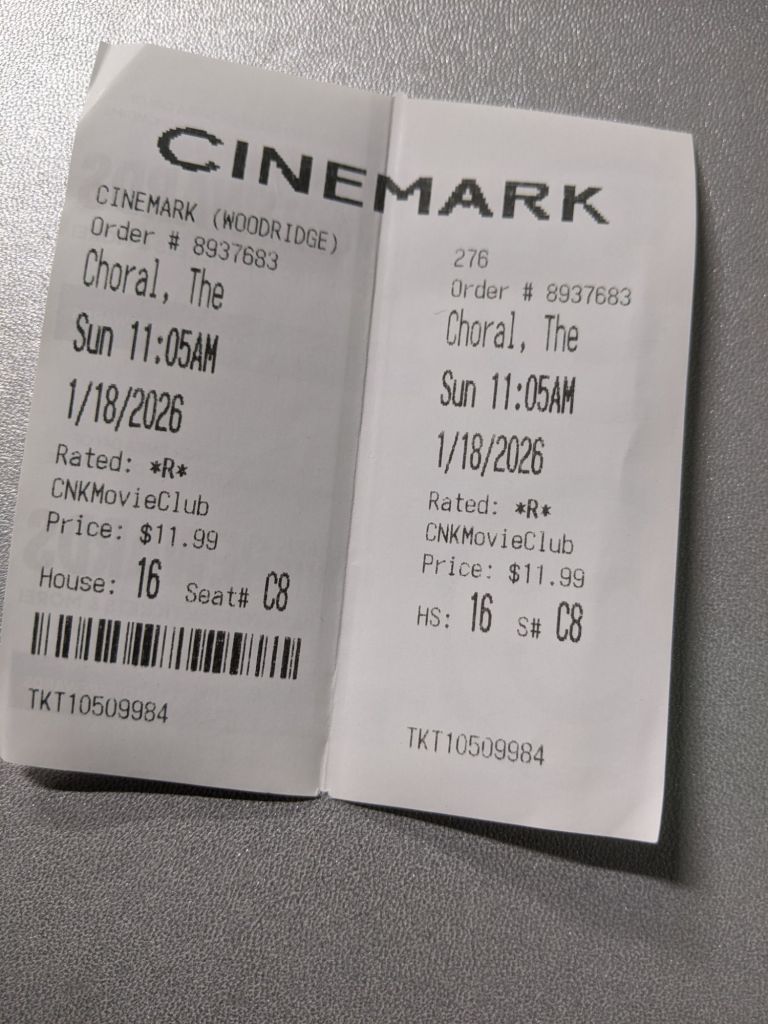 CINEMARK
CINEMARK (WOODRIDGE)
Order # 8937683
Choral, The
Sun 11:05AM
1/18/2026
Rated: *R*
CNKMovieClub
Price: $11.99
House: 16 Seat# C8
TKT10509984
276
Order # 8937683
Choral, The
Sun 11:05AM
1/18/2026
Rated: *R*
CNKMovieClub
Price: $11.99
HS: 16 S# C8
TKT10509984